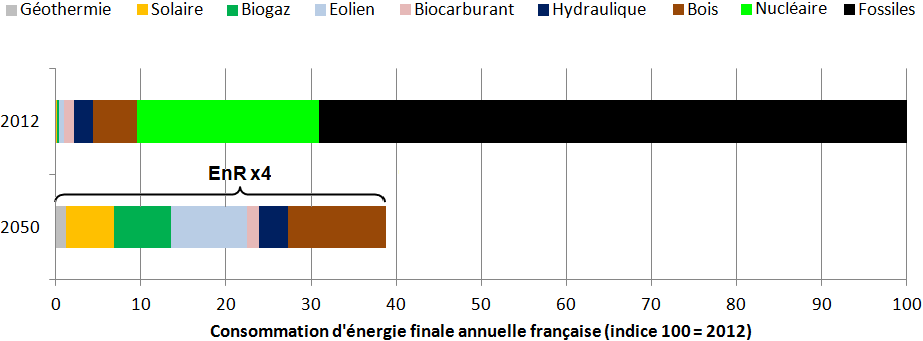 Géothermie Solaire Biogaz Eolien Biocarburant Hydraulique Bois Nucléaire Fossiles
2012
EnR x4
2050
0 10 20 30 40 50 60 70 80 90 100
Consommation d'énergie finale annuelle française (indice 100 = 2012)